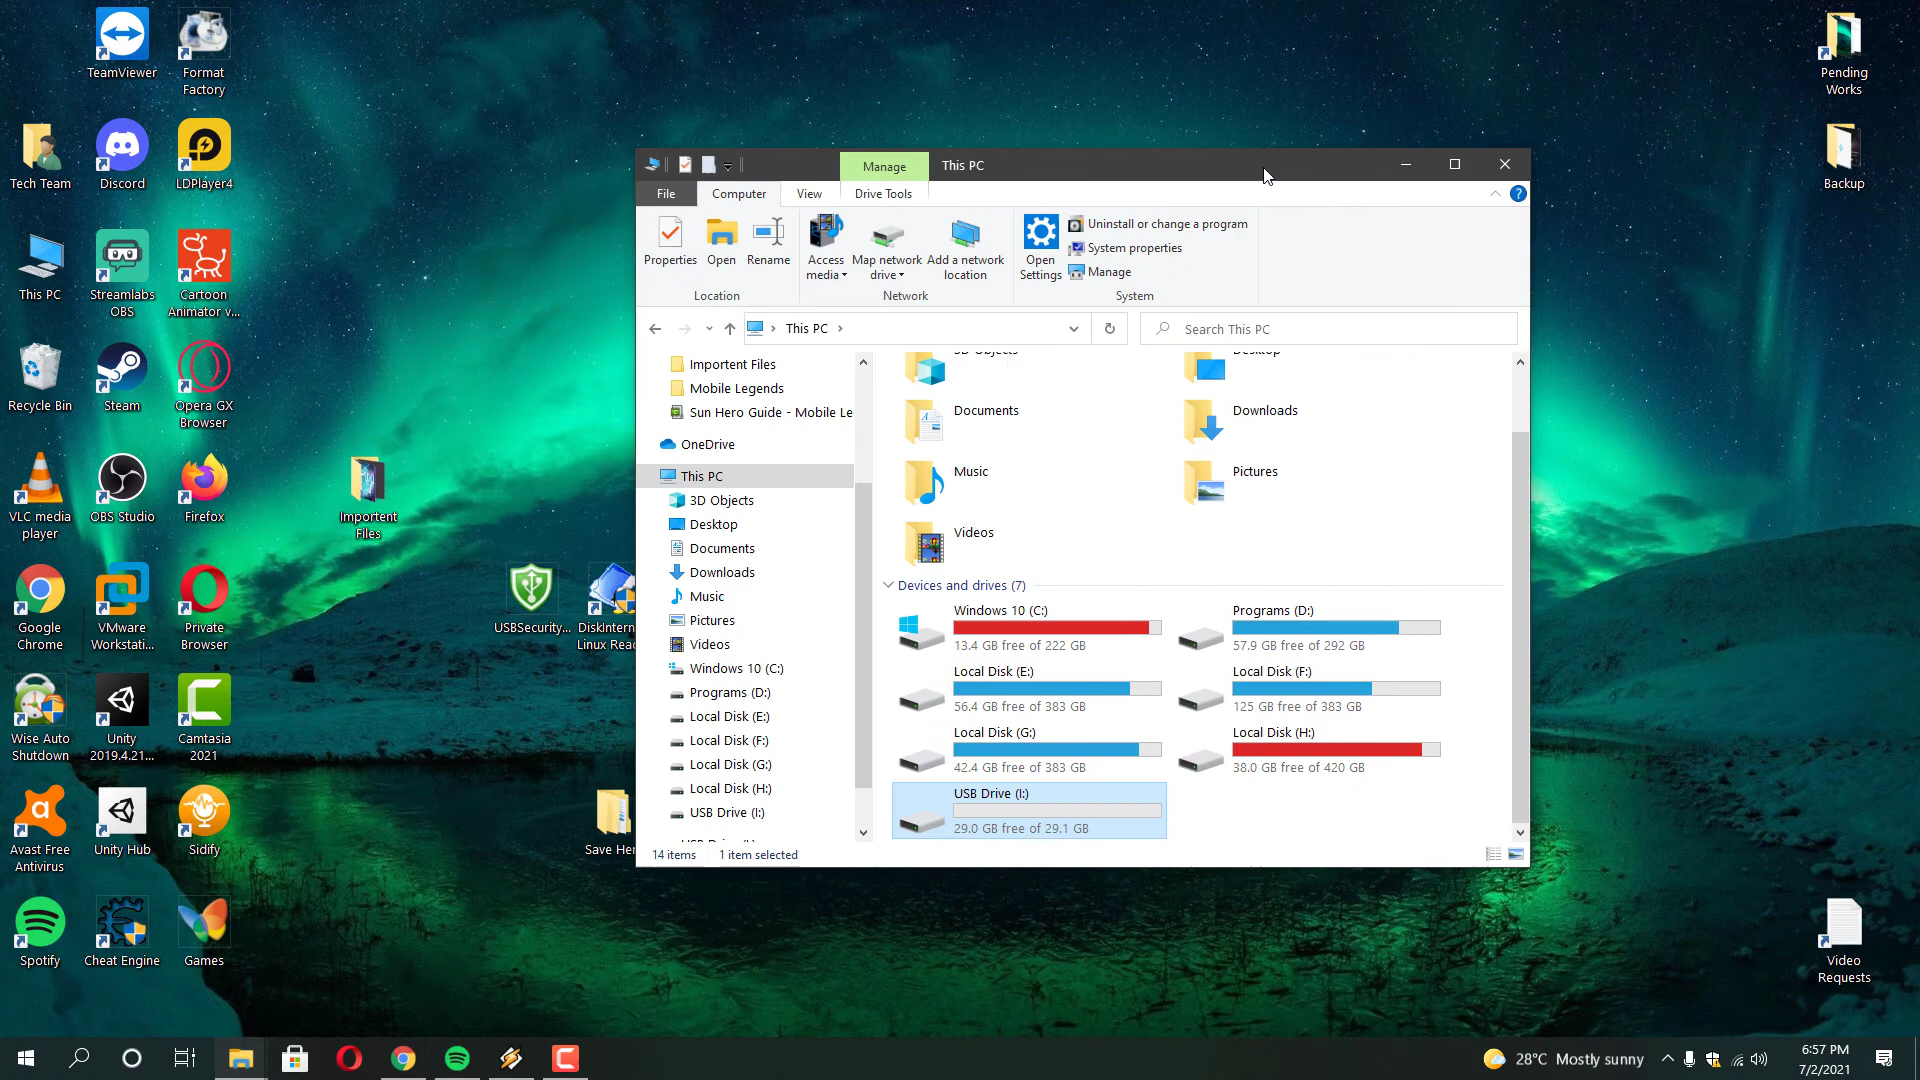 TeamViewer
Format
Factory
Tech Team
Discord
LDPlayer4
This PC
Streamlabs
OBS
Cartoon
Animator v...
Recycle Bin
Steam
Opera GX
Browser
VLC media
player
OBS Studio
Firefox
Importent
Files
Google
Chrome
VMware
Workstati...
Private
Browser
USBSecurity...
DiskIntern
Linux Read
Wise Auto
Shutdown
Unity
2019.4.21...
Camtasia
2021
Avast Free
Antivirus
Unity Hub
Sidify
Save Her
Spotify
Cheat Engine
Games
Pending
Works
Backup
Video
Requests
Manage
This PC
File
Computer
View
Drive Tools
Properties
Open
Rename
Location
Access
media
Map network
drive
Add a network
location
Network
Open
Settings
Uninstall or change a program
System properties
Manage
System
This PC
Search This PC
Importent Files
Mobile Legends
Sun Hero Guide - Mobile Le
OneDrive
This PC
3D Objects
Desktop
Documents
Downloads
Music
Pictures
Videos
Windows 10 (C:)
Programs (D:)
Local Disk (E:)
Local Disk (F:)
Local Disk (G:)
Local Disk (H:)
USB Drive (I:)
3D Objects
Desktop
Documents
Downloads
Music
Pictures
Videos
Devices and drives (7)
Windows 10 (C:)
13.4 GB free of 222 GB
Programs (D:)
57.9 GB free of 292 GB
Local Disk (E:)
56.4 GB free of 383 GB
Local Disk (F:)
125 GB free of 383 GB
Local Disk (G:)
42.4 GB free of 383 GB
Local Disk (H:)
38.0 GB free of 420 GB
USB Drive (I:)
29.0 GB free of 29.1 GB
14 items
1 item selected
28°C Mostly sunny
6:57 PM
7/2/2021